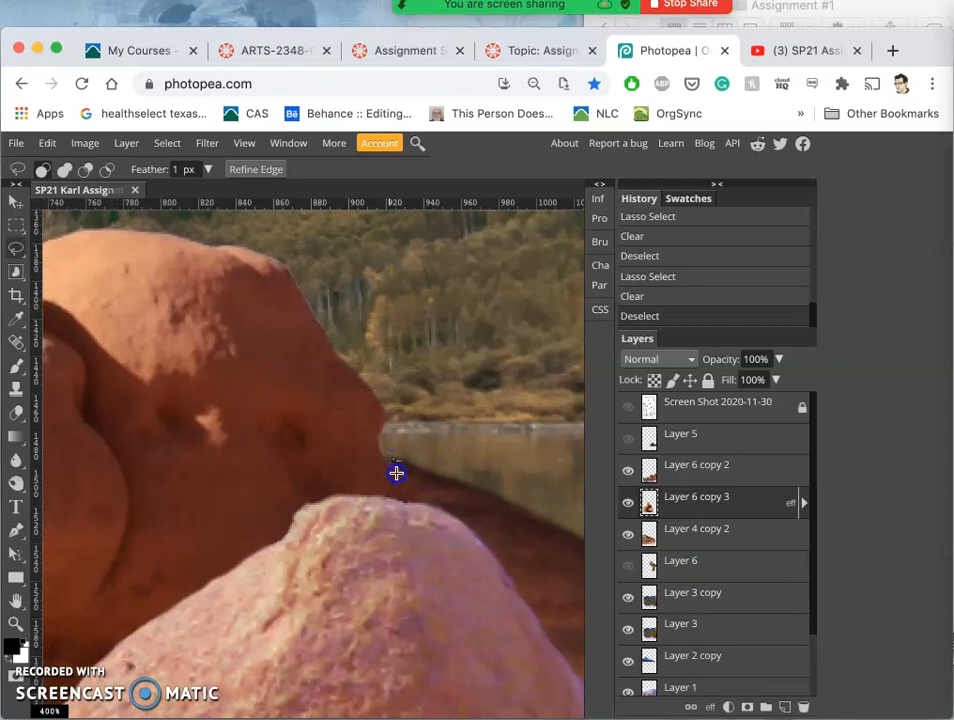 You are screen sharing
Stop Share
Assignment #1
My Courses -
ARTS-2348-
Assignment S
Topic: Assign
Photopea | O
(3) SP21 Ass
photopea.com
Apps
healthselect texas...
CAS
Behance :: Editing...
This Person Does...
NLC
OrgSync
»
Other Bookmarks
File Edit Image Layer Select Filter View Window More Account
About Report a bug Learn Blog API
Feather: 1 px
Refine Edge
SP21 Karl Assign
740 760 780 800 820 840 860 880 900 920 940 960 980 1000
Inf
Pro
Bru
Cha
Par
CSS
History Swatches
Lasso Select
Clear
Deselect
Lasso Select
Clear
Deselect
Layers
Normal
Opacity: 100%
Lock:
Fill: 100%
Screen Shot 2020-11-30
Layer 5
Layer 6 copy 2
Layer 6 copy 3
eff
Layer 4 copy 2
Layer 6
Layer 3 copy
Layer 3
Layer 2 copy
Layer 1
eff
RECORDED WITH
SCREENCAST MATIC
400%